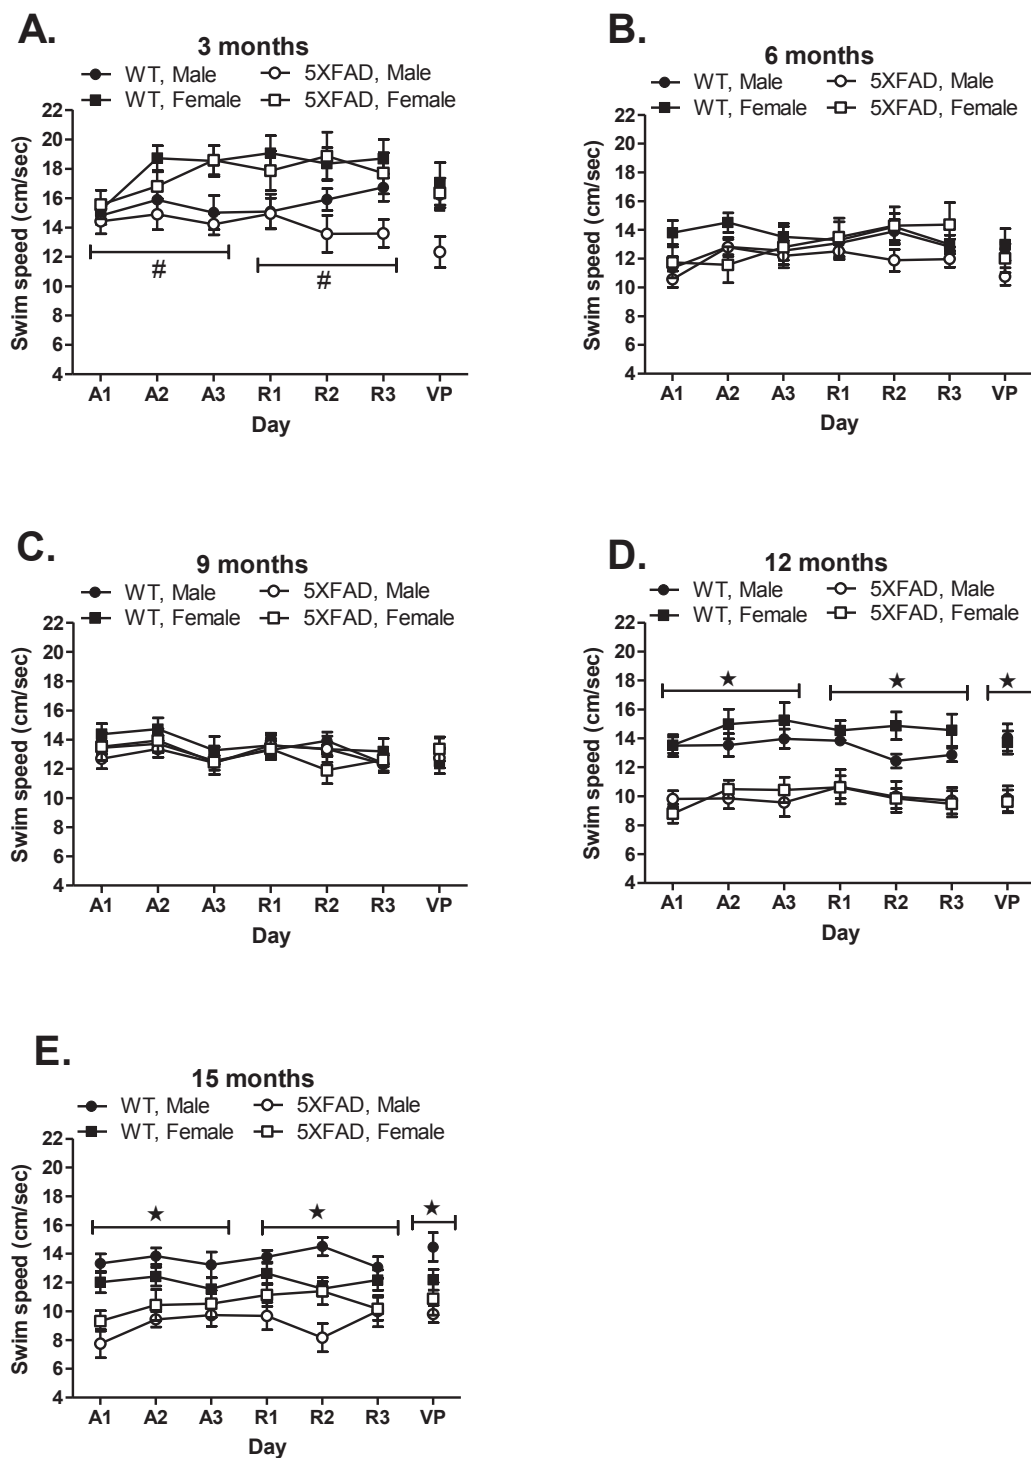 A.
3 months
WT, Male 5XFAD, Male
WT, Female 5XFAD, Female
Swim speed (cm/sec)
22
20
18
16
14
12
10
8
6
4
# #
A1 A2 A3 R1 R2 R3 VP
Day
B.
6 months
WT, Male 5XFAD, Male
WT, Female 5XFAD, Female
Swim speed (cm/sec)
22
20
18
16
14
12
10
8
6
4
A1 A2 A3 R1 R2 R3 VP
Day
C.
9 months
WT, Male 5XFAD, Male
WT, Female 5XFAD, Female
Swim speed (cm/sec)
22
20
18
16
14
12
10
8
6
4
A1 A2 A3 R1 R2 R3 VP
Day
D.
12 months
WT, Male 5XFAD, Male
WT, Female 5XFAD, Female
Swim speed (cm/sec)
22
20
18
16
14
12
10
8
6
4
★ ★ ★
A1 A2 A3 R1 R2 R3 VP
Day
E.
15 months
WT, Male 5XFAD, Male
WT, Female 5XFAD, Female
Swim speed (cm/sec)
22
20
18
16
14
12
10
8
6
4
★ ★ ★
A1 A2 A3 R1 R2 R3 VP
Day